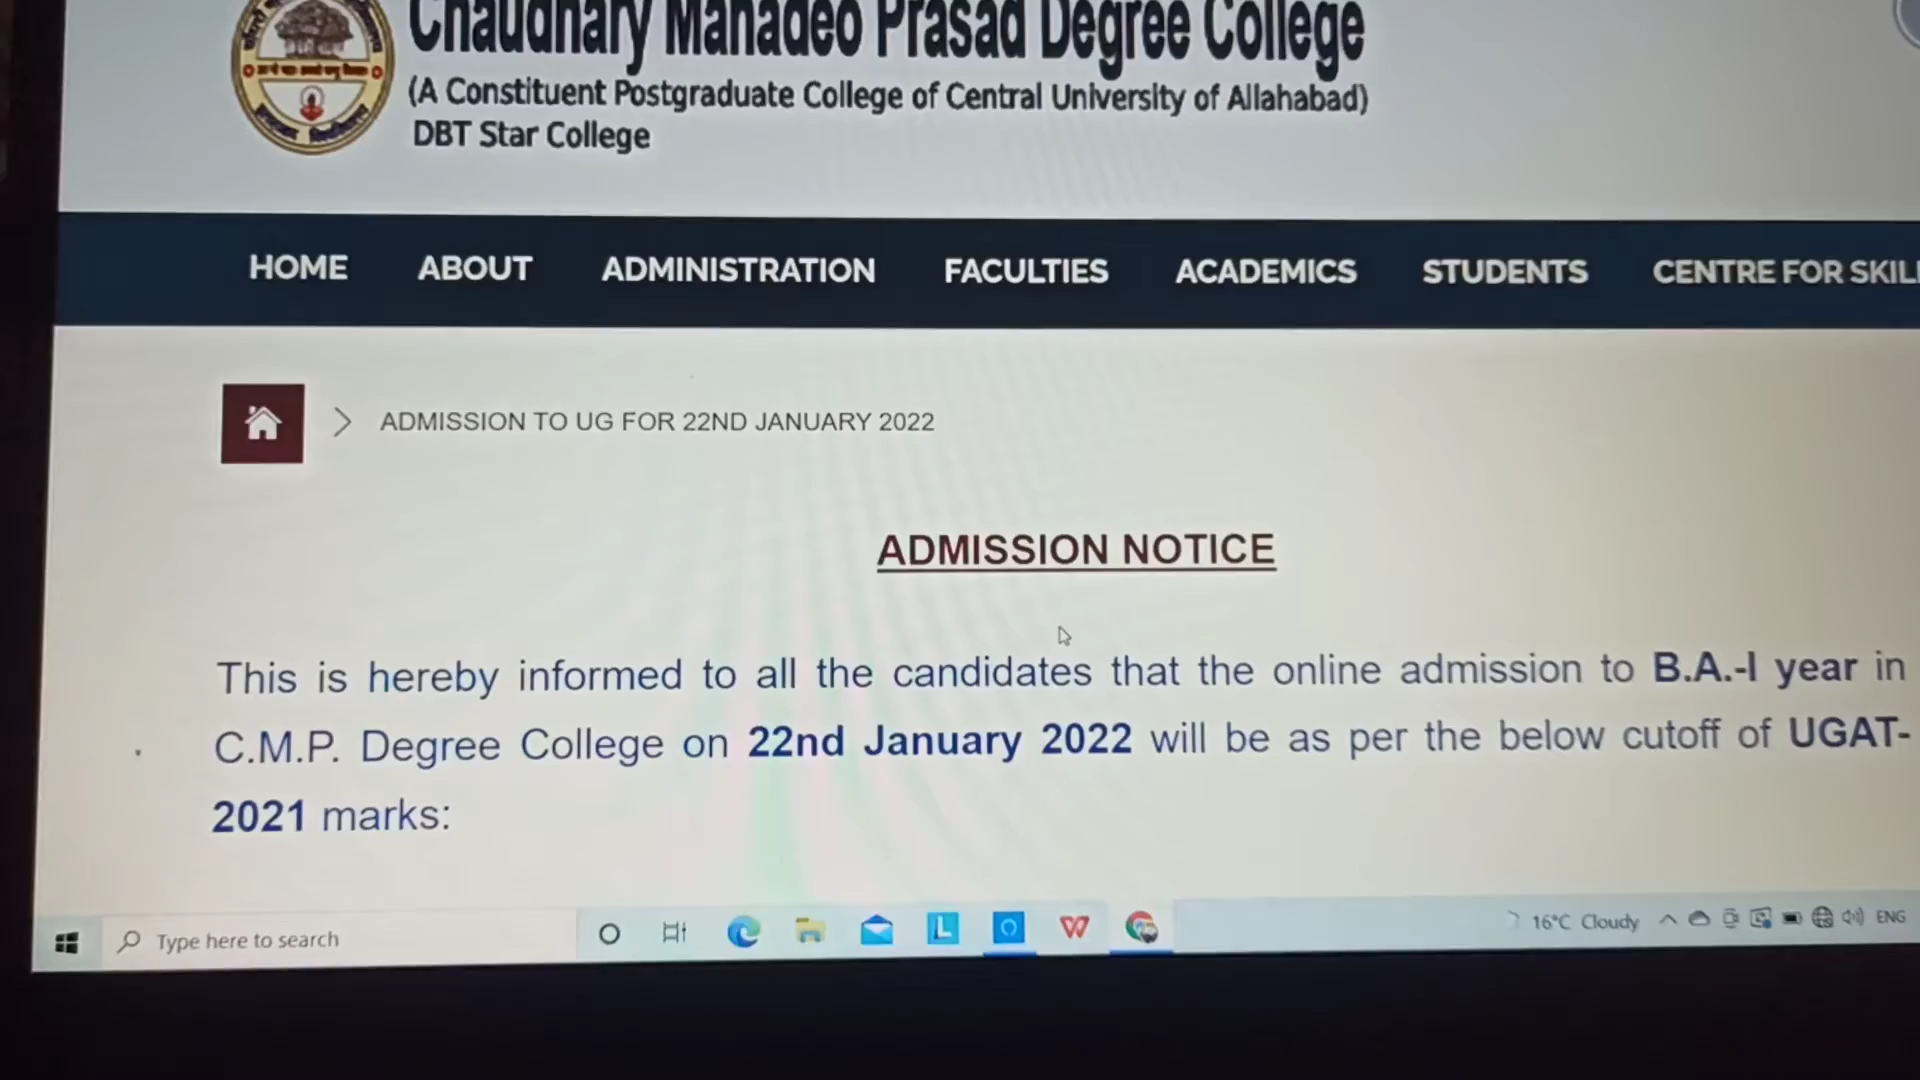 Chaudhary Mahadeo Prasad Degree College
(A Constituent Postgraduate College of Central University of Allahabad)
DBT Star College
HOME ABOUT ADMINISTRATION FACULTIES ACADEMICS STUDENTS CENTRE FOR SKILL
ADMISSION TO UG FOR 22ND JANUARY 2022
ADMISSION NOTICE
This is hereby informed to all the candidates that the online admission to B.A.-I year in
C.M.P. Degree College on 22nd January 2022 will be as per the below cutoff of UGAT-
2021 marks:
Type here to search
16°C Cloudy
ENG